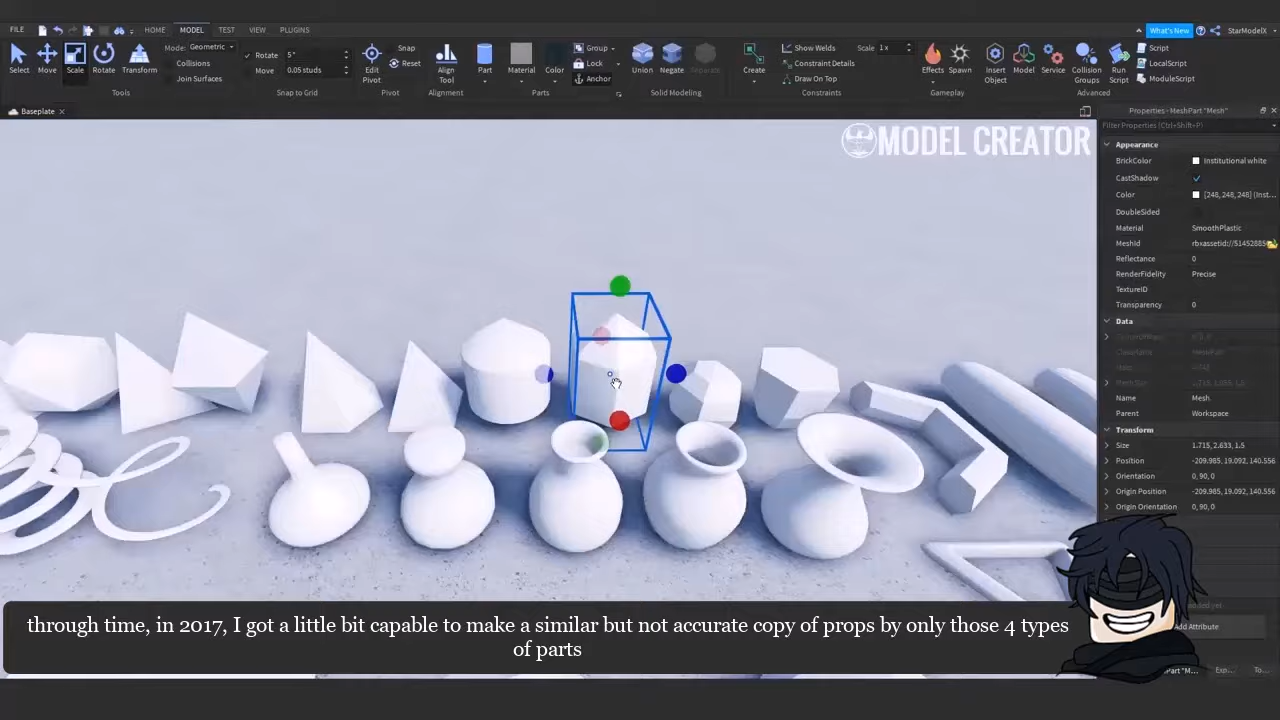 FILE HOME MODEL TEST VIEW PLUGINS What's New StarModelX
Select Move Scale Rotate Transform
Mode: Geometric
Collisions
Join Surfaces
Tools
Rotate 5°
Move 0.05 studs
Snap to Grid
Edit Pivot
Snap
Reset
Pivot
Align Tool
Alignment
Part Material Color
Group
Lock
Anchor
Parts
Union Negate Separate
Solid Modeling
Create
Show Welds
Constraint Details
Draw On Top
Scale 1x
Constraints
Effects Spawn
Gameplay
Insert Object Model Service Collision Groups Run Script
Script
LocalScript
ModuleScript
Advanced
Baseplate
MODEL CREATOR
Properties - MeshPart "Mesh"
Filter Properties (Ctrl+Shift+P)
Appearance
BrickColor Institutional white
CastShadow
Color [248, 248, 248] (Inst...
DoubleSided
Material SmoothPlastic
MeshId
Reflectance 0
RenderFidelity Precise
TextureID
Transparency 0
Data
Name Mesh
Parent Workspace
Transform
Size 1.715, 2.633, 1.5
Position -209.985, 19.092, 140.556
Orientation 0, 90, 0
Origin Position -209.985, 19.092, 140.556
Origin Orientation 0, 90, 0
Add Attribute
through time, in 2017, I got a little bit capable to make a similar but not accurate copy of props by only those 4 types
of parts